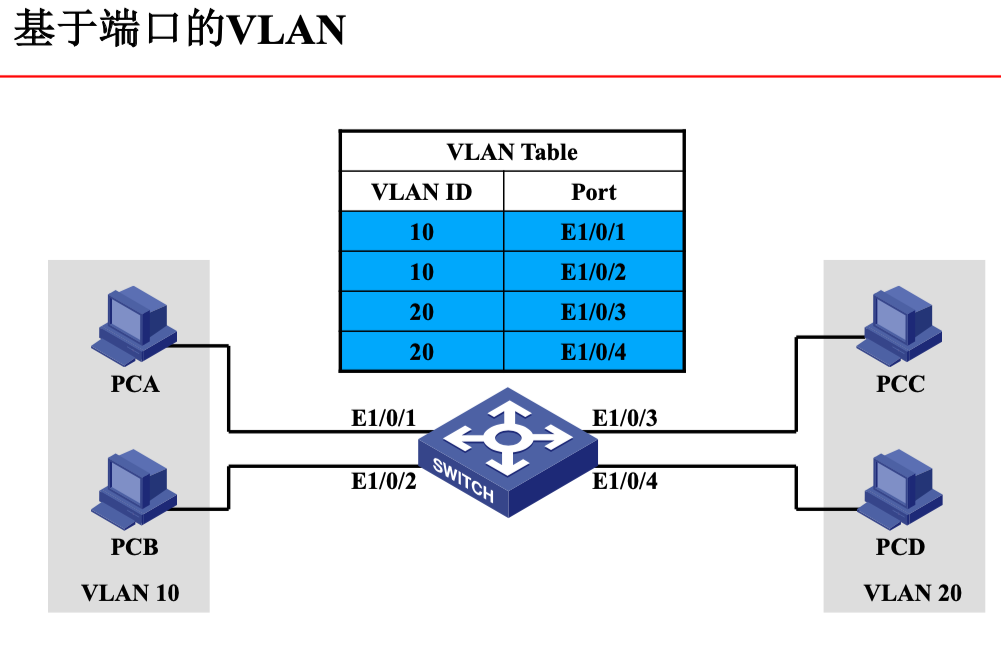 基于端口的VLAN
VLAN Table
VLAN ID Port
10 E1/0/1
10 E1/0/2
20 E1/0/3
20 E1/0/4
PCA
PCC
E1/0/1
E1/0/3
SWITCH
E1/0/2
E1/0/4
PCB
PCD
VLAN 10
VLAN 20